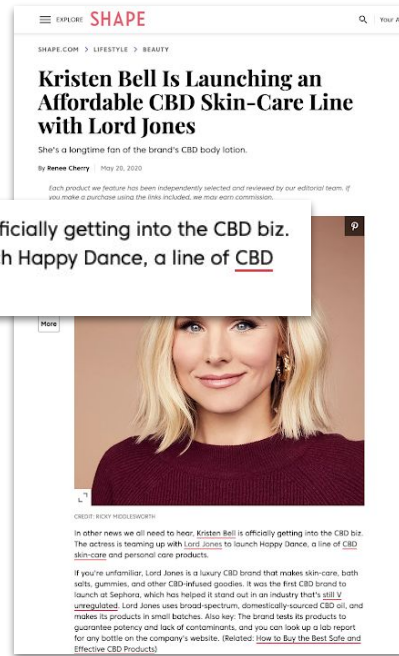 EXPLORE SHAPE
Your A
SHAPE.COM > LIFESTYLE > BEAUTY
Kristen Bell Is Launching an
Affordable CBD Skin-Care Line
with Lord Jones
She's a longtime fan of the brand's CBD body lotion.
By Renee Cherry | May 20, 2020
Each product we feature has been independently selected and reviewed by our editorial team. If
you make a purchase using the links included, we may earn commission.
ficially getting into the CBD biz.
h Happy Dance, a line of CBD
More
CREDIT: RICKY MIDDLESWORTH
In other news we all need to hear, Kristen Bell is officially getting into the CBD biz.
The actress is teaming up with Lord Jones to launch Happy Dance, a line of CBD
skin-care and personal care products.
If you're unfamiliar, Lord Jones is a luxury CBD brand that makes skin-care, bath
salts, gummies, and other CBD-infused goodies. It was the first CBD brand to
launch at Sephora, which has helped it stand out in an industry that's still V
unregulated. Lord Jones uses broad-spectrum, domestically-sourced CBD oil, and
makes its products in small batches. Also key: The brand tests its products to
guarantee potency and lack of contaminants, and you can look up a lab report
for any bottle on the company's website. (Related: How to Buy the Best Safe and
Effective CBD Products)